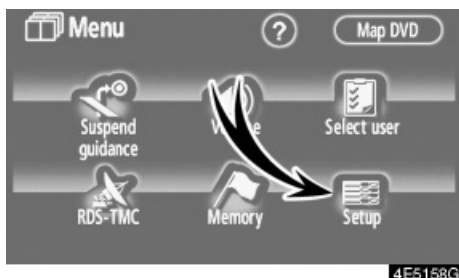 Menu
?
Map DVD
Suspend
guidance
Select user
RDS-TMC
Memory
Setup
4E5158G